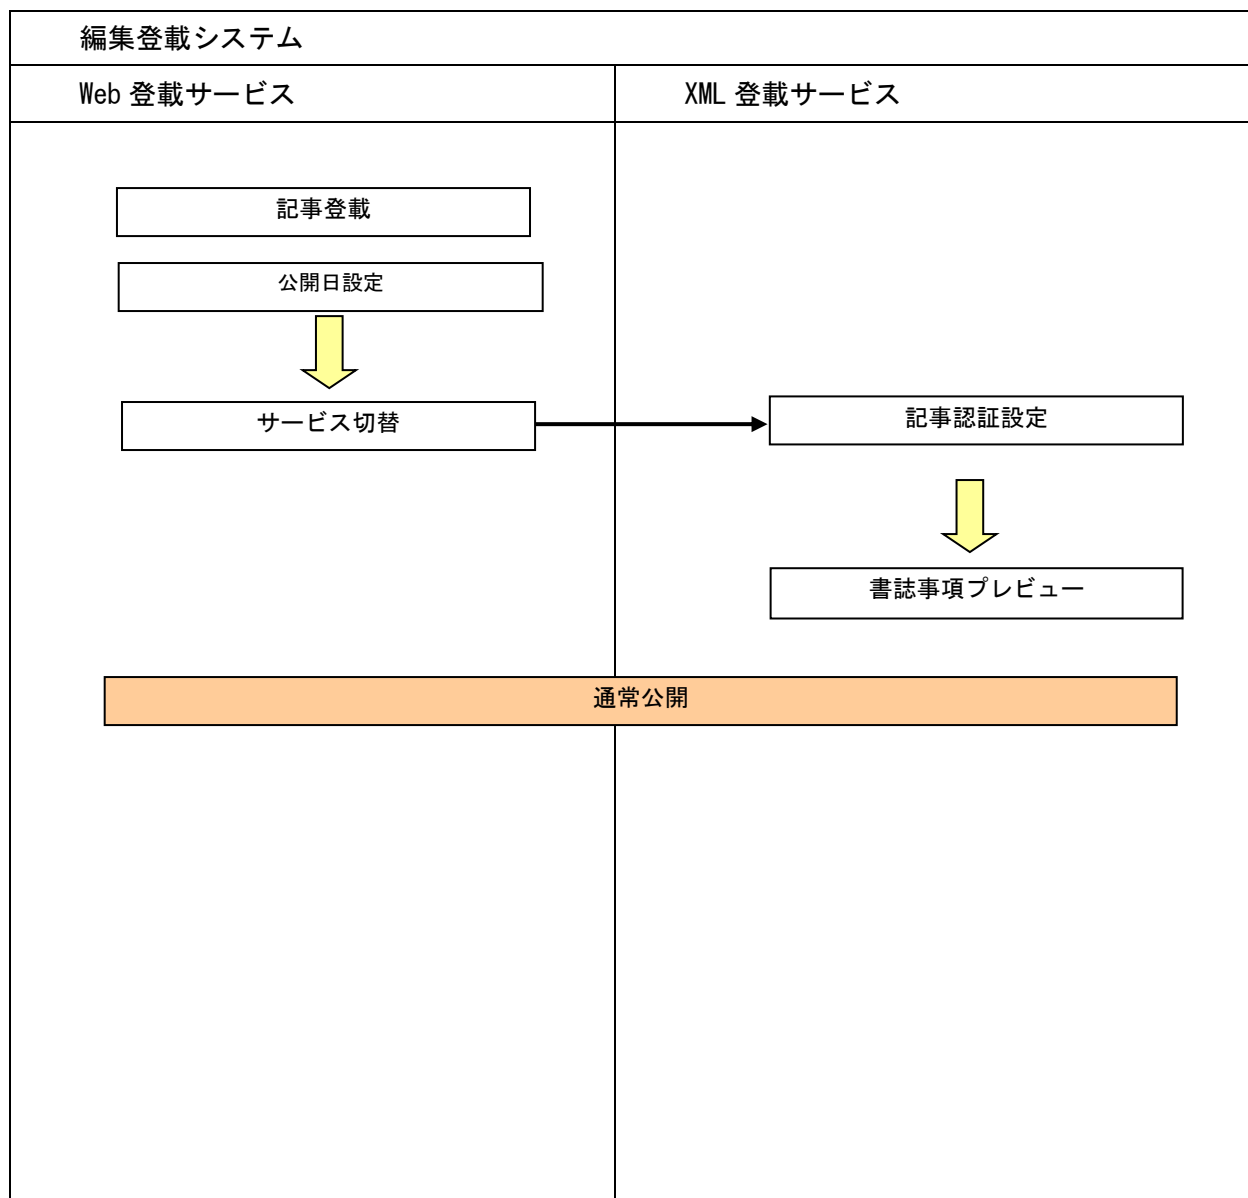 編集登載システム
Web 登載サービス
XML 登載サービス
記事登載
公開日設定
サービス切替
記事認証設定
書誌事項プレビュー
通常公開